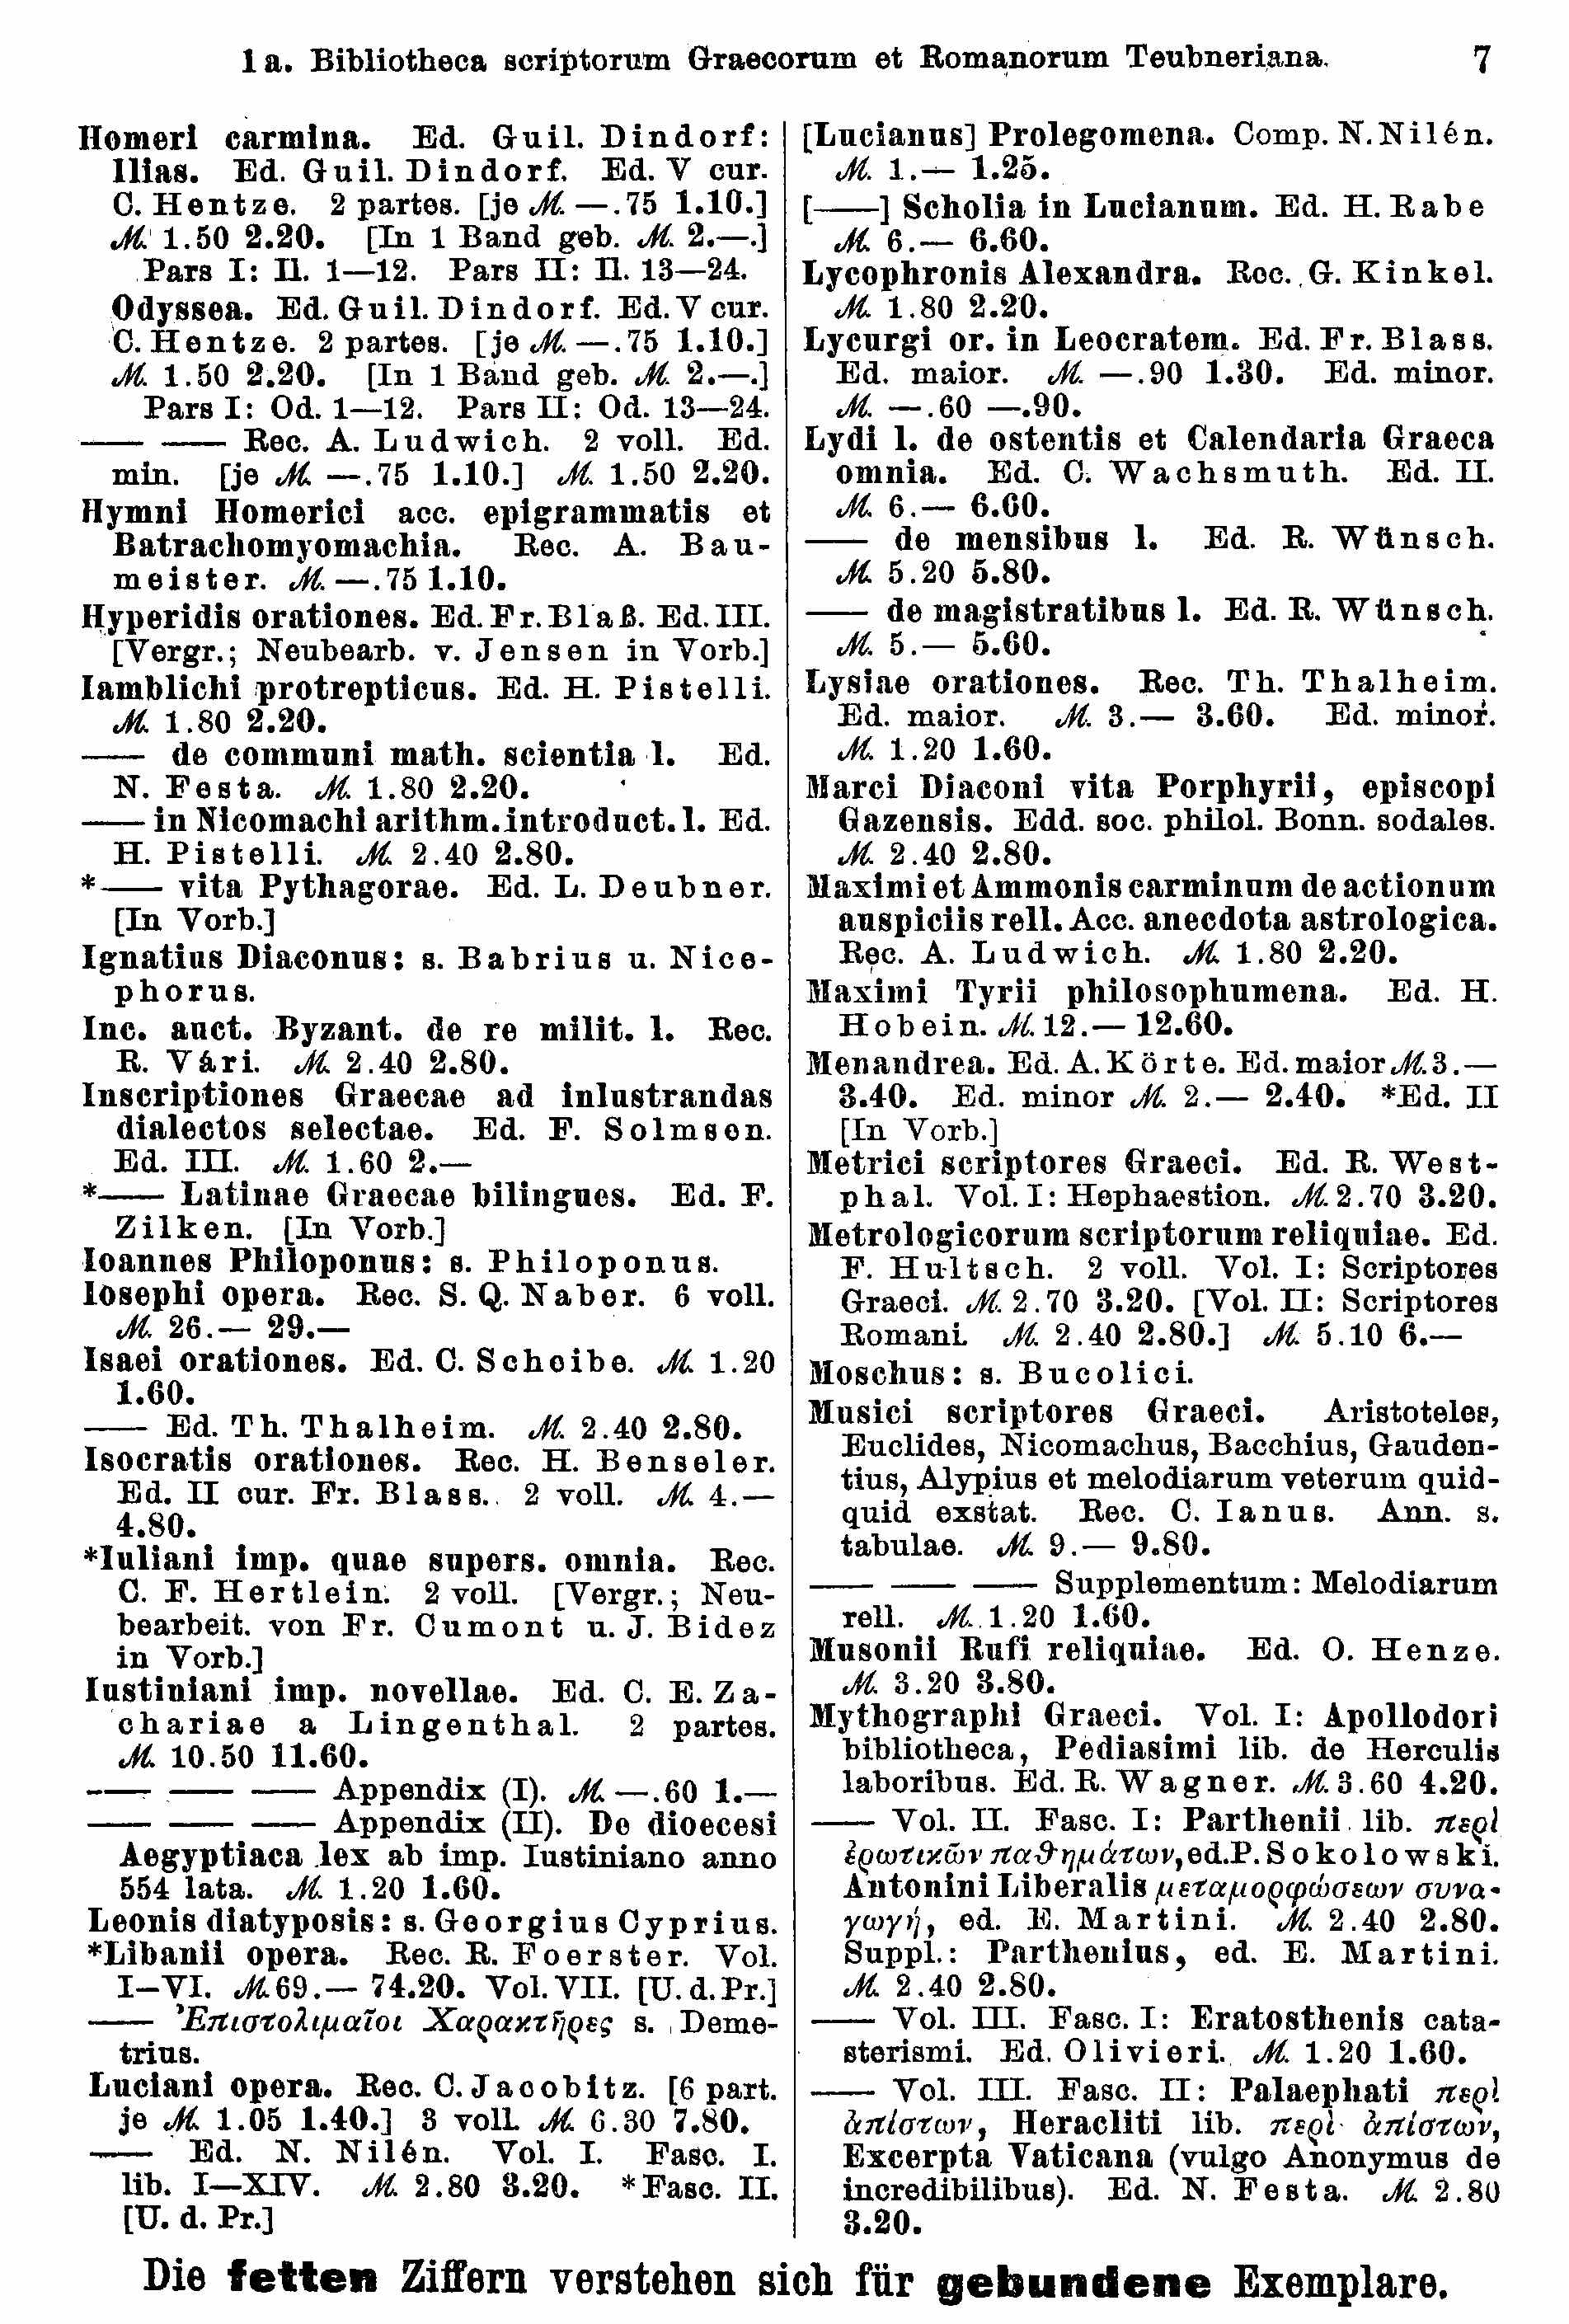 1a. Bibliotheca scriptorum Graecorum et Romanorum Teubneriana. 7
Homeri carmina. Ed. Guil. Dindorf:
Ilias. Ed. Guil. Dindorf. Ed. V cur.
C. Hentze. 2 partes. [je ℳ. —.75 1.10.]
ℳ. 1.50 2.20. [In 1 Band geb. ℳ. 2.—.]
Pars I: Il. 1—12. Pars II: Il. 13—24.
Odyssea. Ed. Guil. Dindorf. Ed. V cur.
C. Hentze. 2 partes. [je ℳ. —.75 1.10.]
ℳ. 1.50 2.20. [In 1 Band geb. ℳ. 2.—.]
Pars I: Od. 1—12. Pars II: Od. 13—24.
—— —— Rec. A. Ludwich. 2 voll. Ed.
min. [je ℳ. —.75 1.10.] ℳ. 1.50 2.20.
Hymni Homerici acc. epigrammatis et
Batrachomyomachia. Rec. A. Bau-
meister. ℳ. —.75 1.10.
Hyperidis orationes. Ed. Fr. Blaß. Ed. III.
[Vergr.; Neubearb. v. Jensen in Vorb.]
Iamblichi protrepticus. Ed. H. Pistelli.
ℳ. 1.80 2.20.
—— de communi math. scientia l. Ed.
N. Festa. ℳ. 1.80 2.20.
—— in Nicomachi arithm. introduct. l. Ed.
H. Pistelli. ℳ. 2.40 2.80.
*—— vita Pythagorae. Ed. L. Deubner.
[In Vorb.]
Ignatius Diaconus: s. Babrius u. Nice-
phorus.
Inc. auct. Byzant. de re milit. l. Rec.
R. Vári. ℳ. 2.40 2.80.
Inscriptiones Graecae ad inlustrandas
dialectos selectae. Ed. F. Solmsen.
Ed. III. ℳ. 1.60 2.—
*—— Latinae Graecae bilingues. Ed. F.
Zilken. [In Vorb.]
Ioannes Philoponus: s. Philoponus.
Iosephi opera. Rec. S. Q. Naber. 6 voll.
ℳ. 26.— 29.—
Isaei orationes. Ed. C. Scheibe. ℳ. 1.20
1.60.
—— Ed. Th. Thalheim. ℳ. 2.40 2.80.
Isocratis orationes. Rec. H. Benseler.
Ed. II cur. Fr. Blass. 2 voll. ℳ. 4.—
4.80.
*Iuliani imp. quae supers. omnia. Rec.
C. F. Hertlein. 2 voll. [Vergr.; Neu-
bearbeit. von Fr. Cumont u. J. Bidez
in Vorb.]
Iustiniani imp. novellae. Ed. C. E. Za-
chariae a Lingenthal. 2 partes.
ℳ. 10.50 11.60.
—— —— —— Appendix (I). ℳ. —.60 1.—
—— —— —— Appendix (II). De dioecesi
Aegyptiaca lex ab imp. Iustiniano anno
554 lata. ℳ. 1.20 1.60.
Leonis diatyposis: s. Georgius Cyprius.
*Libanii opera. Rec. R. Foerster. Vol.
I—VI. ℳ. 69.— 74.20. Vol. VII. [U. d. Pr.]
—— Ἐπιστολιμαῖοι Χαρακτῆρες s. Deme-
trius.
Luciani opera. Rec. C. Jacobitz. [6 part.
je ℳ. 1.05 1.40.] 3 voll. ℳ. 6.30 7.80.
—— Ed. N. Nilén. Vol. I. Fasc. I.
lib. I—XIV. ℳ. 2.80 3.20. *Fasc. II.
[U. d. Pr.]
[Lucianus] Prolegomena. Comp. N. Nilén.
ℳ. 1.— 1.25.
[——] Scholia in Lucianum. Ed. H. Rabe
ℳ. 6.— 6.60.
Lycophronis Alexandra. Rec. G. Kinkel.
ℳ. 1.80 2.20.
Lycurgi or. in Leocratem. Ed. Fr. Blass.
Ed. maior. ℳ. —.90 1.30. Ed. minor.
ℳ. —.60 —.90.
Lydi l. de ostentis et Calendaria Graeca
omnia. Ed. C. Wachsmuth. Ed. II.
ℳ. 6.— 6.60.
—— de mensibus l. Ed. R. Wünsch.
ℳ. 5.20 5.80.
—— de magistratibus l. Ed. R. Wünsch.
ℳ. 5.— 5.60.
Lysiae orationes. Rec. Th. Thalheim.
Ed. maior. ℳ. 3.— 3.60. Ed. minor.
ℳ. 1.20 1.60.
Marci Diaconi vita Porphyrii, episcopi
Gazensis. Edd. soc. philol. Bonn. sodales.
ℳ. 2.40 2.80.
Maximi et Ammonis carminum de actionum
auspiciis rell. Acc. anecdota astrologica.
Rec. A. Ludwich. ℳ. 1.80 2.20.
Maximi Tyrii philosophumena. Ed. H.
Hobein. ℳ. 12.— 12.60.
Menandrea. Ed. A. Körte. Ed. maior ℳ. 3.—
3.40. Ed. minor ℳ. 2.— 2.40. *Ed. II
[In Vorb.]
Metrici scriptores Graeci. Ed. R. West-
phal. Vol. I: Hephaestion. ℳ. 2.70 3.20.
Metrologicorum scriptorum reliquiae. Ed.
F. Hultsch. 2 voll. Vol. I: Scriptores
Graeci. ℳ. 2.70 3.20. [Vol. II: Scriptores
Romani. ℳ. 2.40 2.80.] ℳ. 5.10 6.—
Moschus: s. Bucolici.
Musici scriptores Graeci. Aristoteles,
Euclides, Nicomachus, Bacchius, Gauden-
tius, Alypius et melodiarum veterum quid-
quid exstat. Rec. C. Ianus. Ann. s.
tabulae. ℳ. 9.— 9.80.
—— —— —— Supplementum: Melodiarum
rell. ℳ. 1.20 1.60.
Musonii Rufi reliquiae. Ed. O. Henze.
ℳ. 3.20 3.80.
Mythographi Graeci. Vol. I: Apollodori
bibliotheca, Pediasimi lib. de Herculis
laboribus. Ed. R. Wagner. ℳ. 3.60 4.20.
—— Vol. II. Fasc. I: Parthenii lib. περὶ
ἐρωτικῶν παθημάτων, ed. P. Sokolowski.
Antonini Liberalis μεταμορφώσεων συνα-
γωγή, ed. E. Martini. ℳ. 2.40 2.80.
Suppl.: Parthenius, ed. E. Martini.
ℳ. 2.40 2.80.
—— Vol. III. Fasc. I: Eratosthenis cata-
sterismi. Ed. Olivieri. ℳ. 1.20 1.60.
—— Vol. III. Fasc. II: Palaephati περὶ
ἀπίστων, Heracliti lib. περὶ ἀπίστων,
Excerpta Vaticana (vulgo Anonymus de
incredibilibus). Ed. N. Festa. ℳ. 2.80
3.20.
Die fetten Ziffern verstehen sich für gebundene Exemplare.